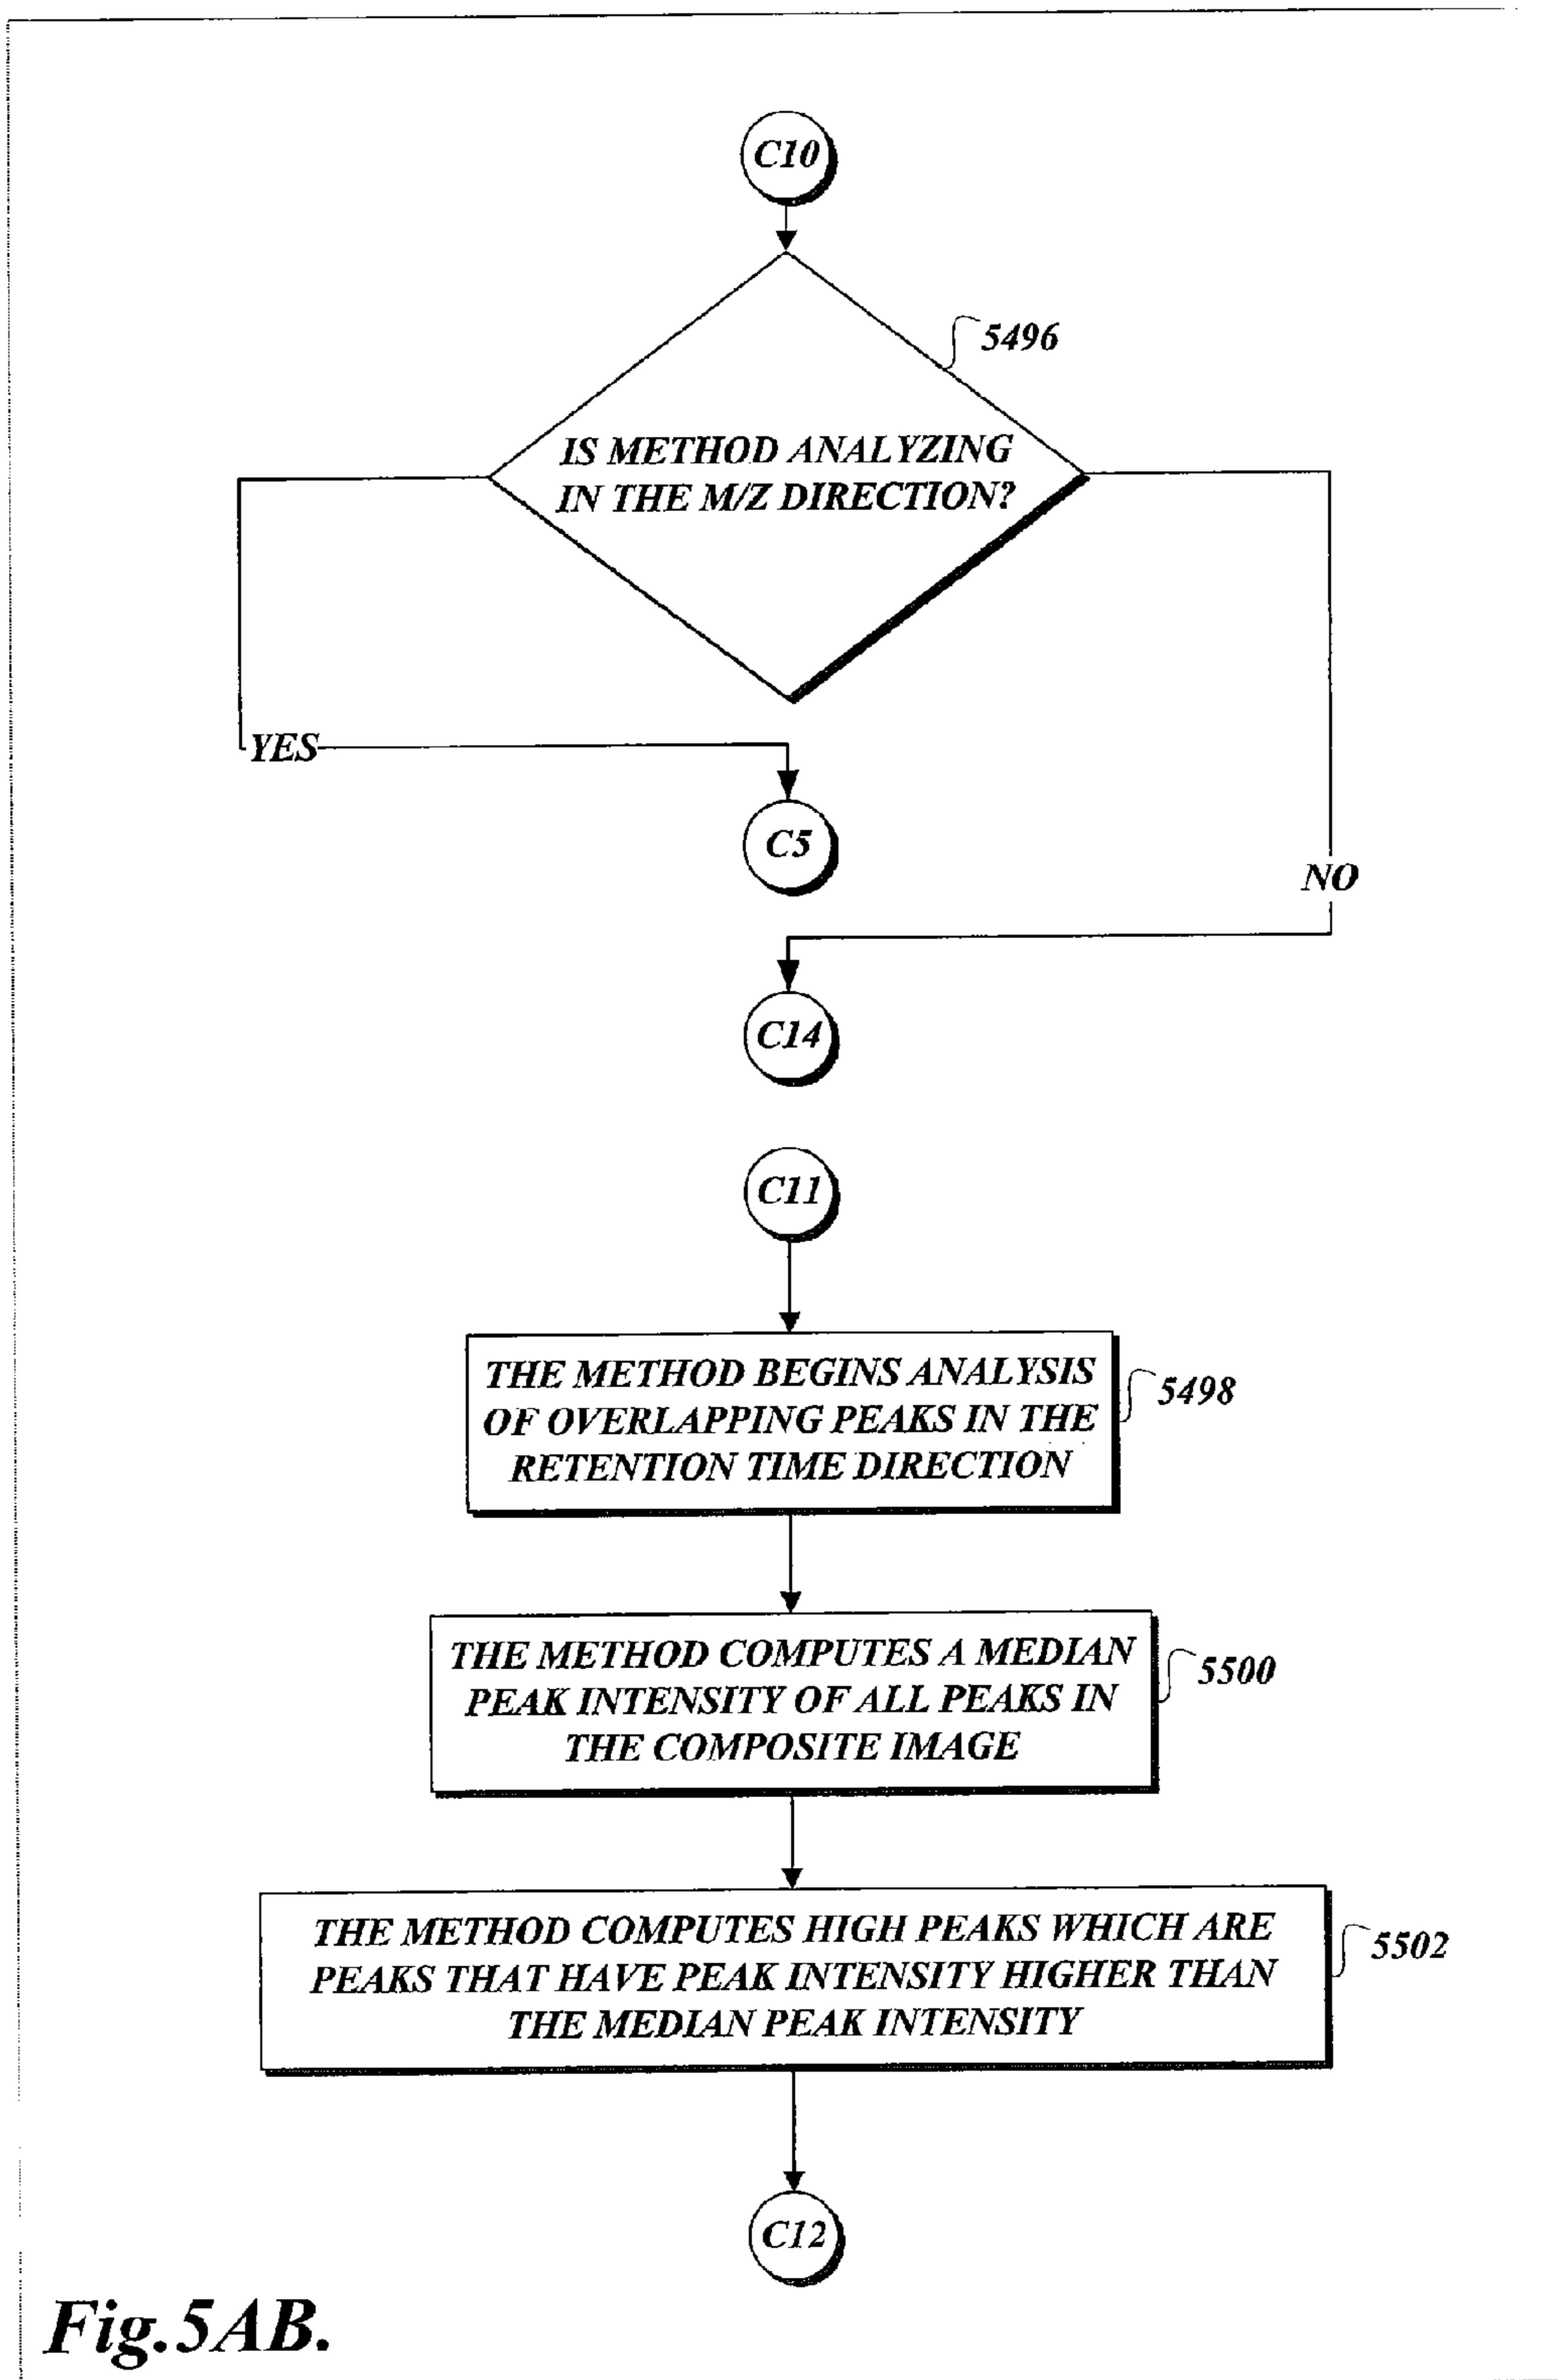 C10
5496
IS METHOD ANALYZING
IN THE M/Z DIRECTION?
YES
C5
NO
C14
C11
THE METHOD BEGINS ANALYSIS
OF OVERLAPPING PEAKS IN THE
RETENTION TIME DIRECTION
5498
THE METHOD COMPUTES A MEDIAN
PEAK INTENSITY OF ALL PEAKS IN
THE COMPOSITE IMAGE
5500
THE METHOD COMPUTES HIGH PEAKS WHICH ARE
PEAKS THAT HAVE PEAK INTENSITY HIGHER THAN
THE MEDIAN PEAK INTENSITY
5502
C12
Fig.5AB.